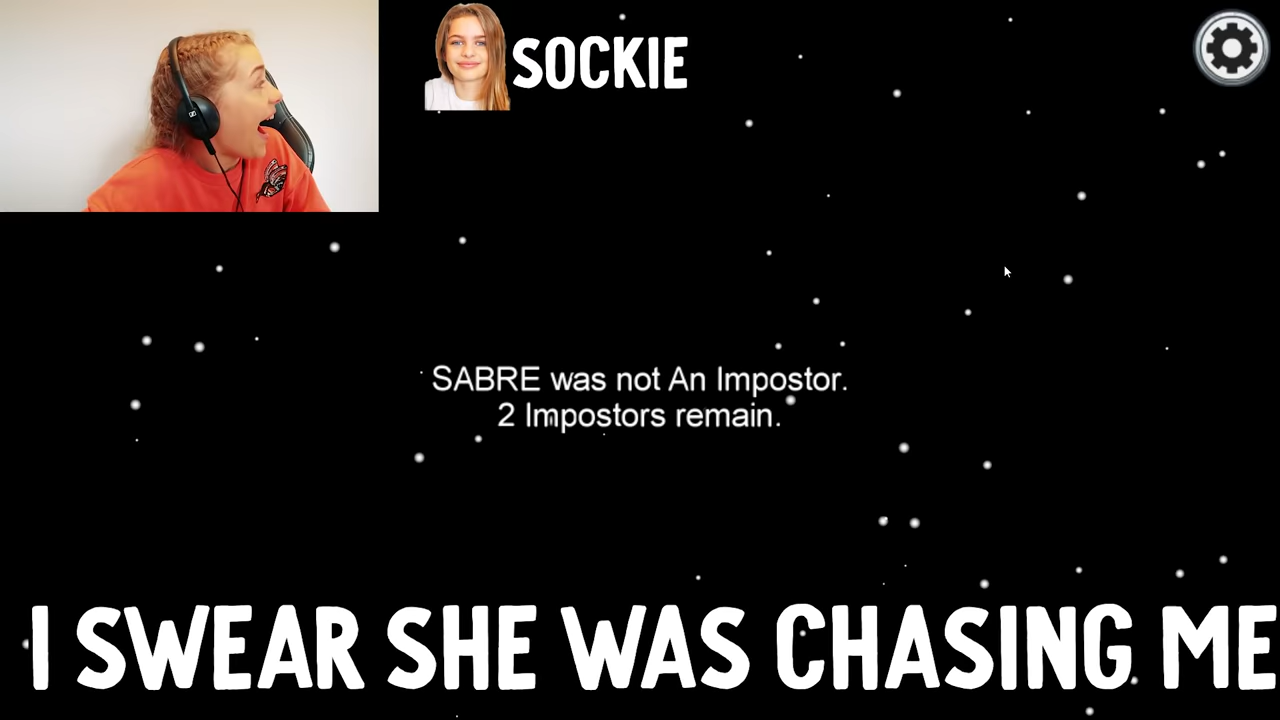 SOCKIE
SABRE was not An Impostor.
2 Impostors remain.
I SWEAR SHE WAS CHASING ME